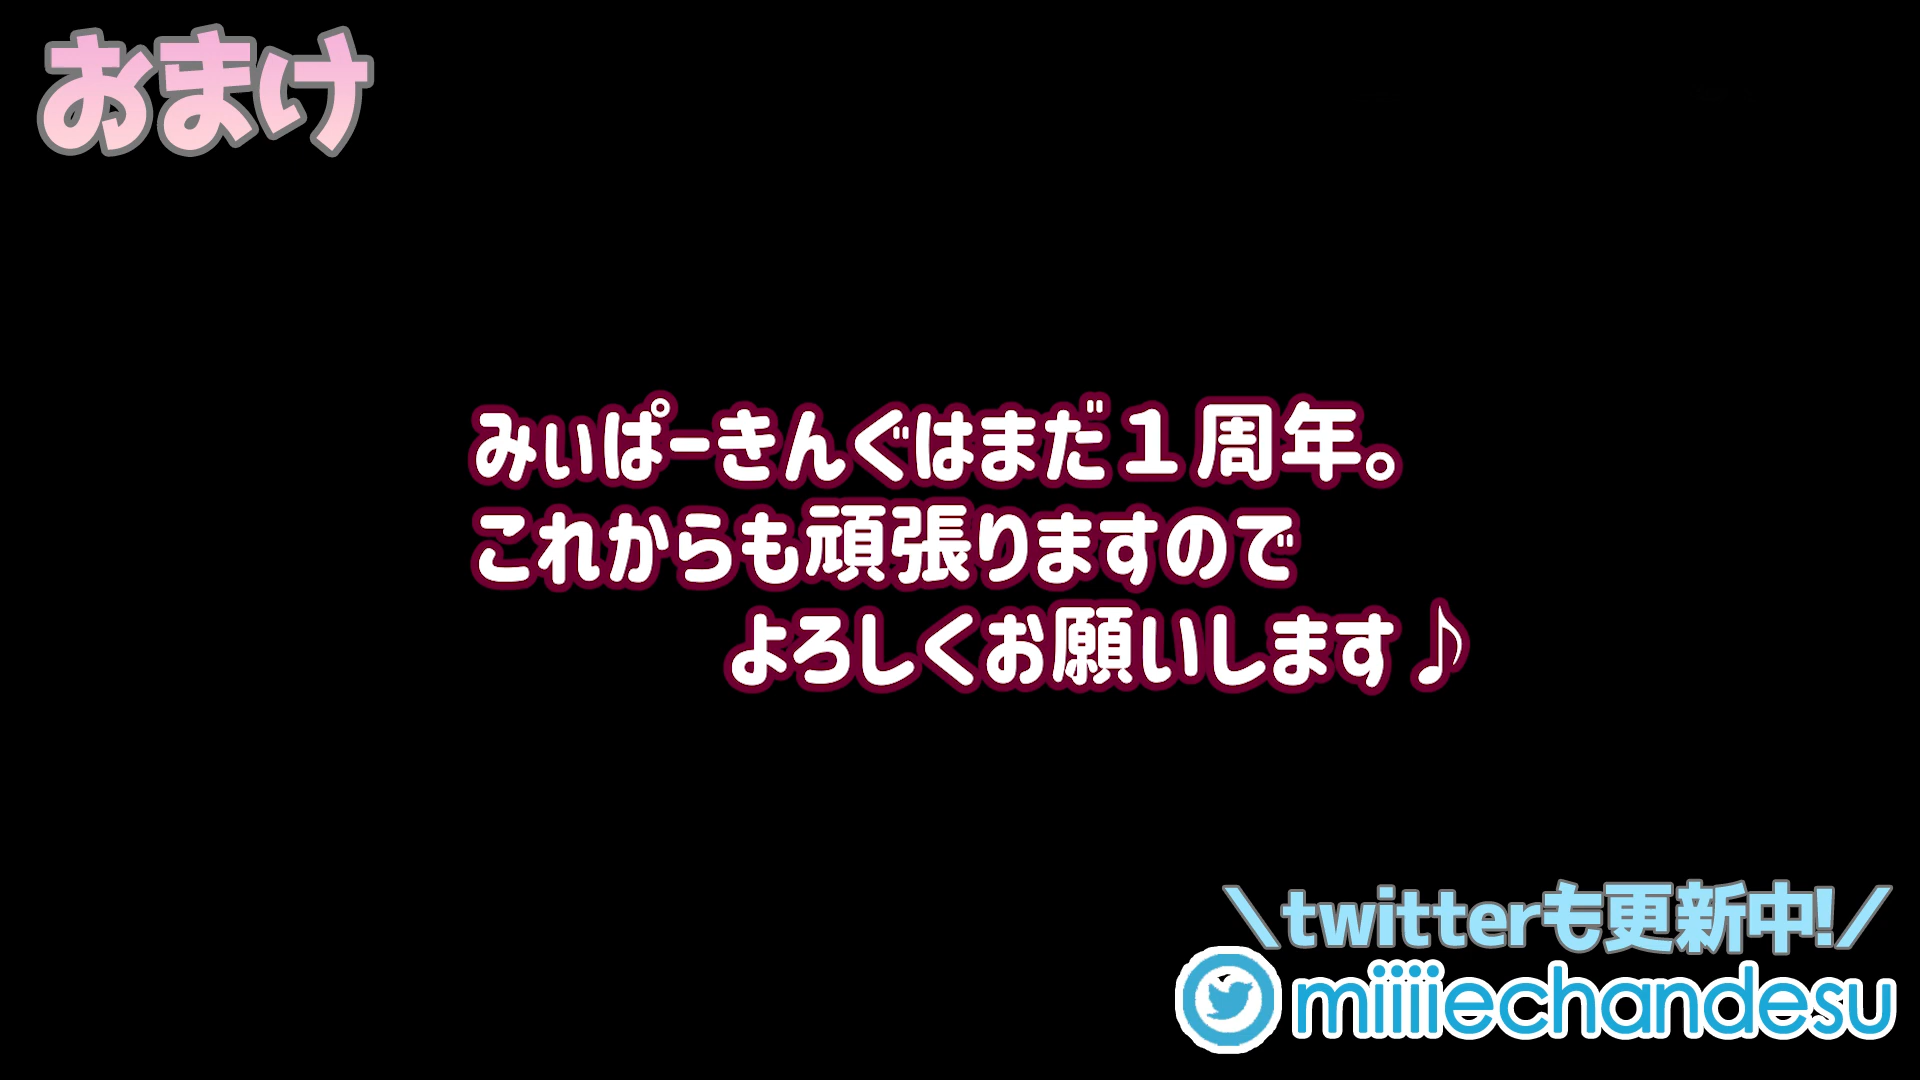 おまけ
みぃぱーきんぐはまだ１周年。
これからも頑張りますので
よろしくお願いします♪
＼twitterも更新中!／
miiiiechandesu